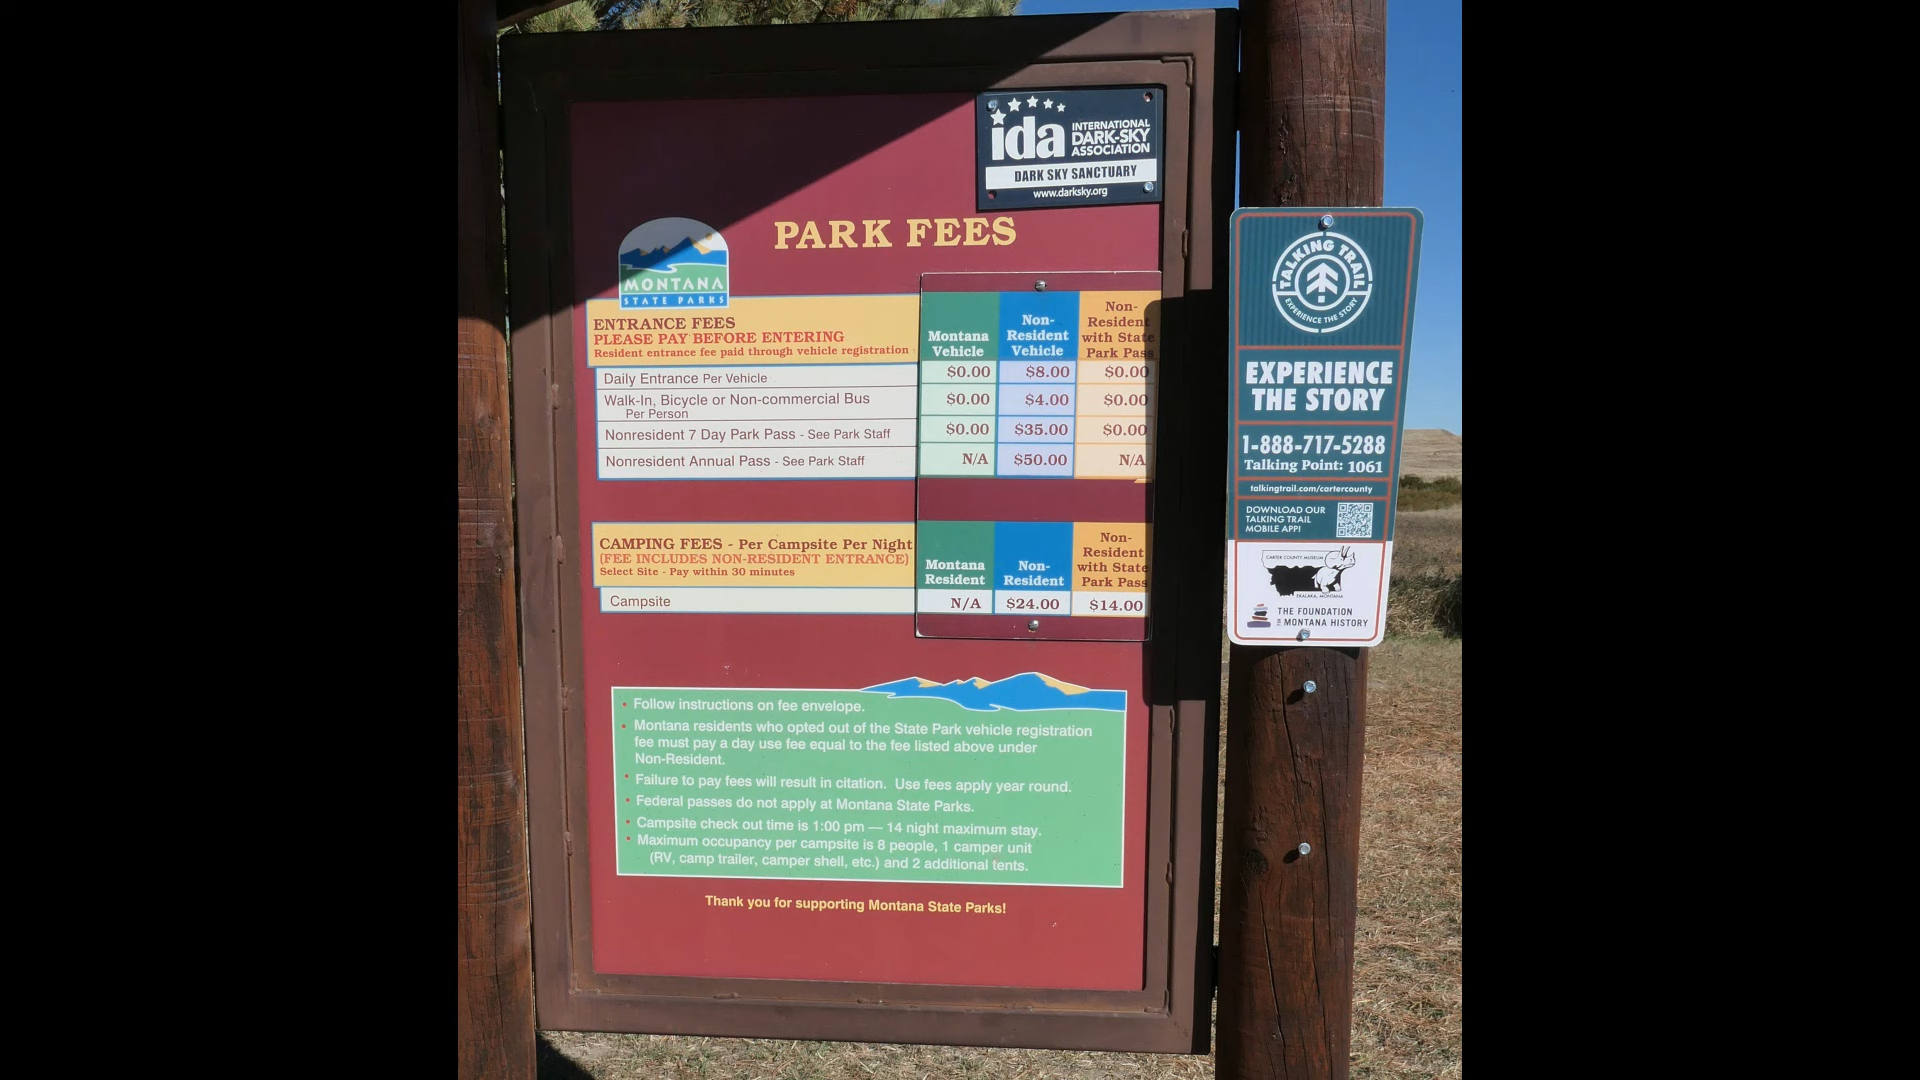 ida INTERNATIONAL
DARK-SKY
ASSOCIATION
DARK SKY SANCTUARY
www.darksky.org
PARK FEES
MONTANA
STATE PARKS
ENTRANCE FEES
PLEASE PAY BEFORE ENTERING
Resident entrance fee paid through vehicle registration
Montana Vehicle
Non-Resident Vehicle
Non-Resident with State Park Pass
Daily Entrance Per Vehicle $0.00 $8.00 $0.00
Walk-In, Bicycle or Non-commercial Bus $0.00 $4.00 $0.00
Per Person
Nonresident 7 Day Park Pass - See Park Staff $0.00 $35.00 $0.00
Nonresident Annual Pass - See Park Staff N/A $50.00 N/A
CAMPING FEES - Per Campsite Per Night
(FEE INCLUDES NON-RESIDENT ENTRANCE)
Select Site - Pay within 30 minutes
Montana Resident
Non-Resident
Non-Resident with State Park Pass
Campsite N/A $24.00 $14.00
• Follow instructions on fee envelope.
• Montana residents who opted out of the State Park vehicle registration
fee must pay a day use fee equal to the fee listed above under
Non-Resident.
• Failure to pay fees will result in citation. Use fees apply year round.
• Federal passes do not apply at Montana State Parks.
• Campsite check out time is 1:00 pm — 14 night maximum stay.
• Maximum occupancy per campsite is 8 people, 1 camper unit
(RV, camp trailer, camper shell, etc.) and 2 additional tents.
Thank you for supporting Montana State Parks!
TALKING TRAIL
EXPERIENCE THE STORY
EXPERIENCE
THE STORY
1-888-717-5288
Talking Point: 1061
talkingtrail.com/cartercounty
DOWNLOAD OUR
TALKING TRAIL
MOBILE APP!
CARTER COUNTY MUSEUM
EKALAKA, MONTANA
THE FOUNDATION
FOR MONTANA HISTORY